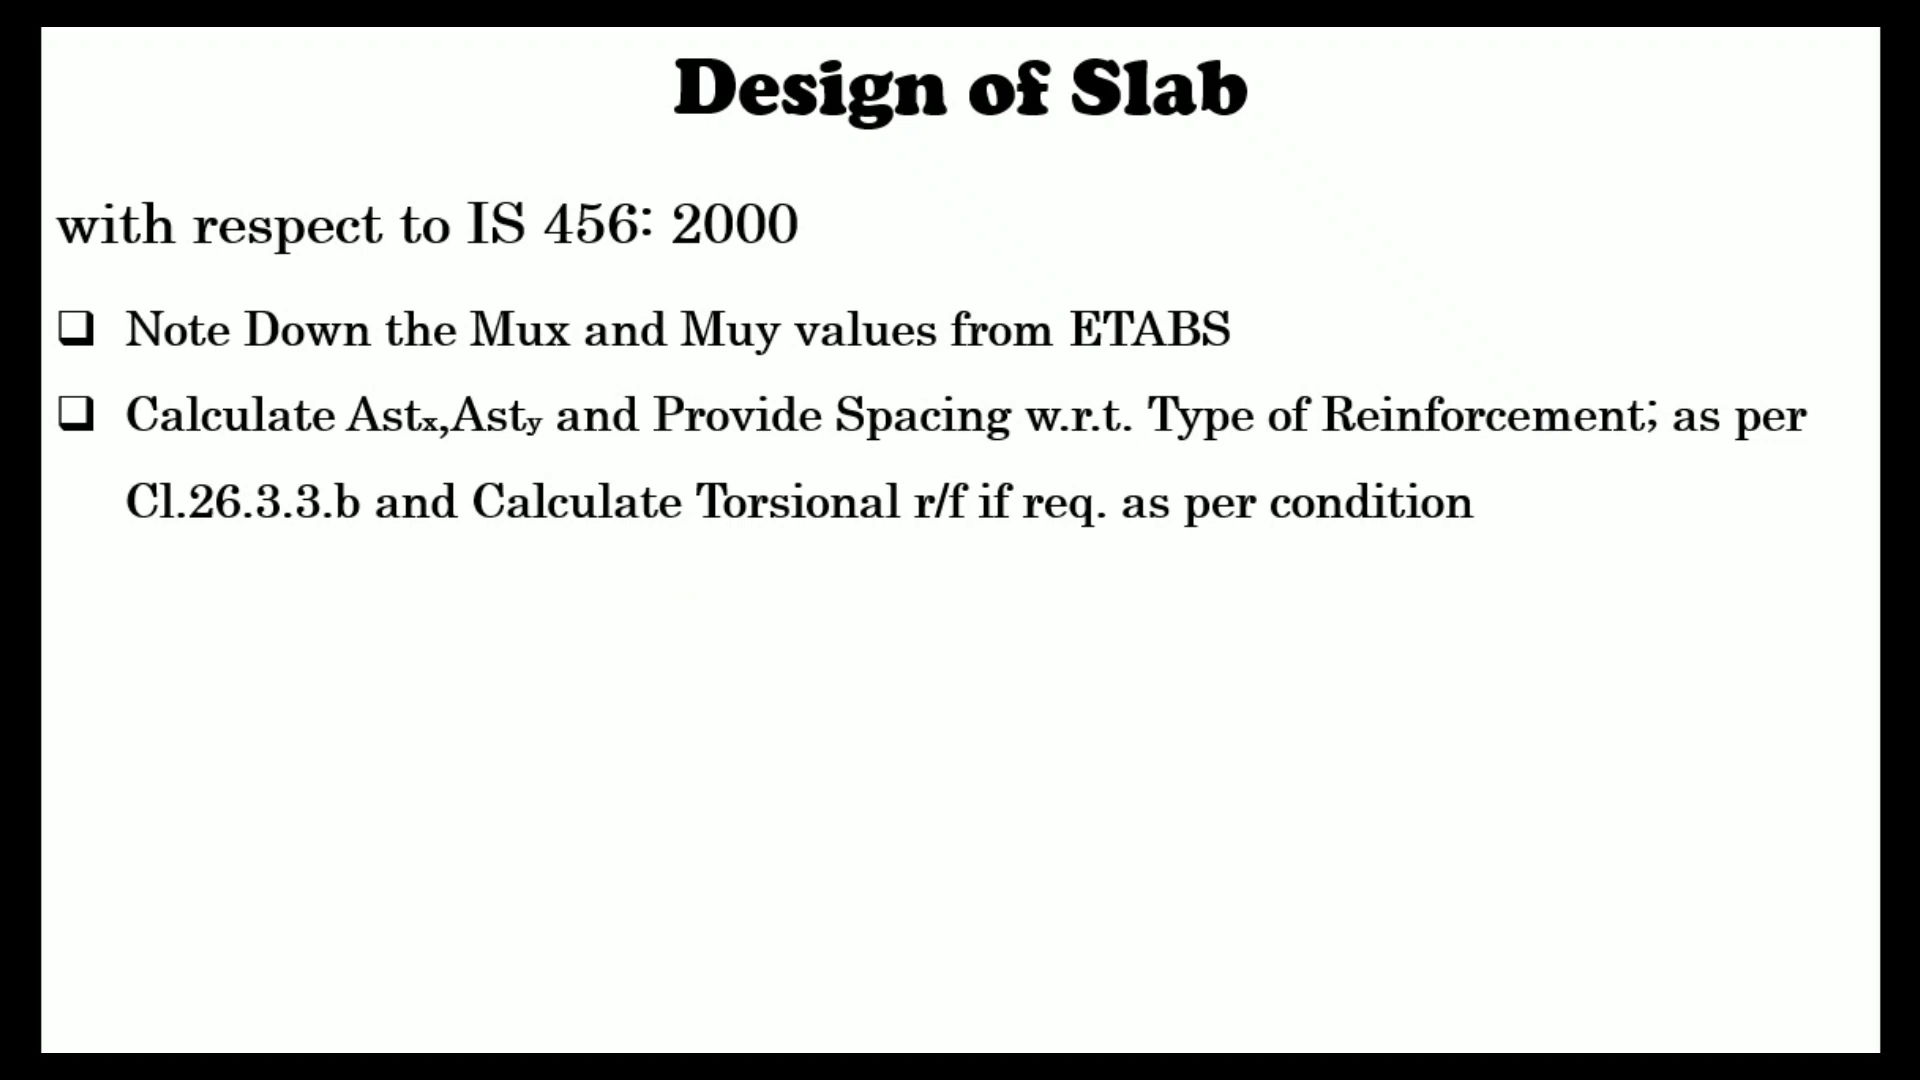 Design of Slab
with respect to IS 456: 2000
❑ Note Down the Mux and Muy values from ETABS
❑ Calculate Astₓ,Asty and Provide Spacing w.r.t. Type of Reinforcement; as per
Cl.26.3.3.b and Calculate Torsional r/f if req. as per condition